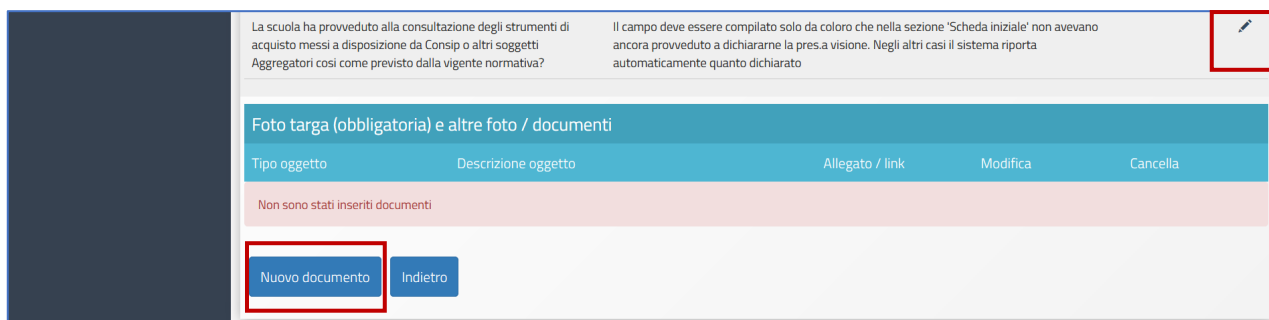 La scuola ha provveduto alla consultazione degli strumenti di
acquisto messi a disposizione da Consip o altri soggetti
Aggregatori cosi come previsto dalla vigente normativa?
Il campo deve essere compilato solo da coloro che nella sezione 'Scheda iniziale' non avevano
ancora provveduto a dichiararne la pres.a visione. Negli altri casi il sistema riporta
automaticamente quanto dichiarato
Foto targa (obbligatoria) e altre foto / documenti
Tipo oggetto Descrizione oggetto Allegato / link Modifica Cancella
Non sono stati inseriti documenti
Nuovo documento Indietro